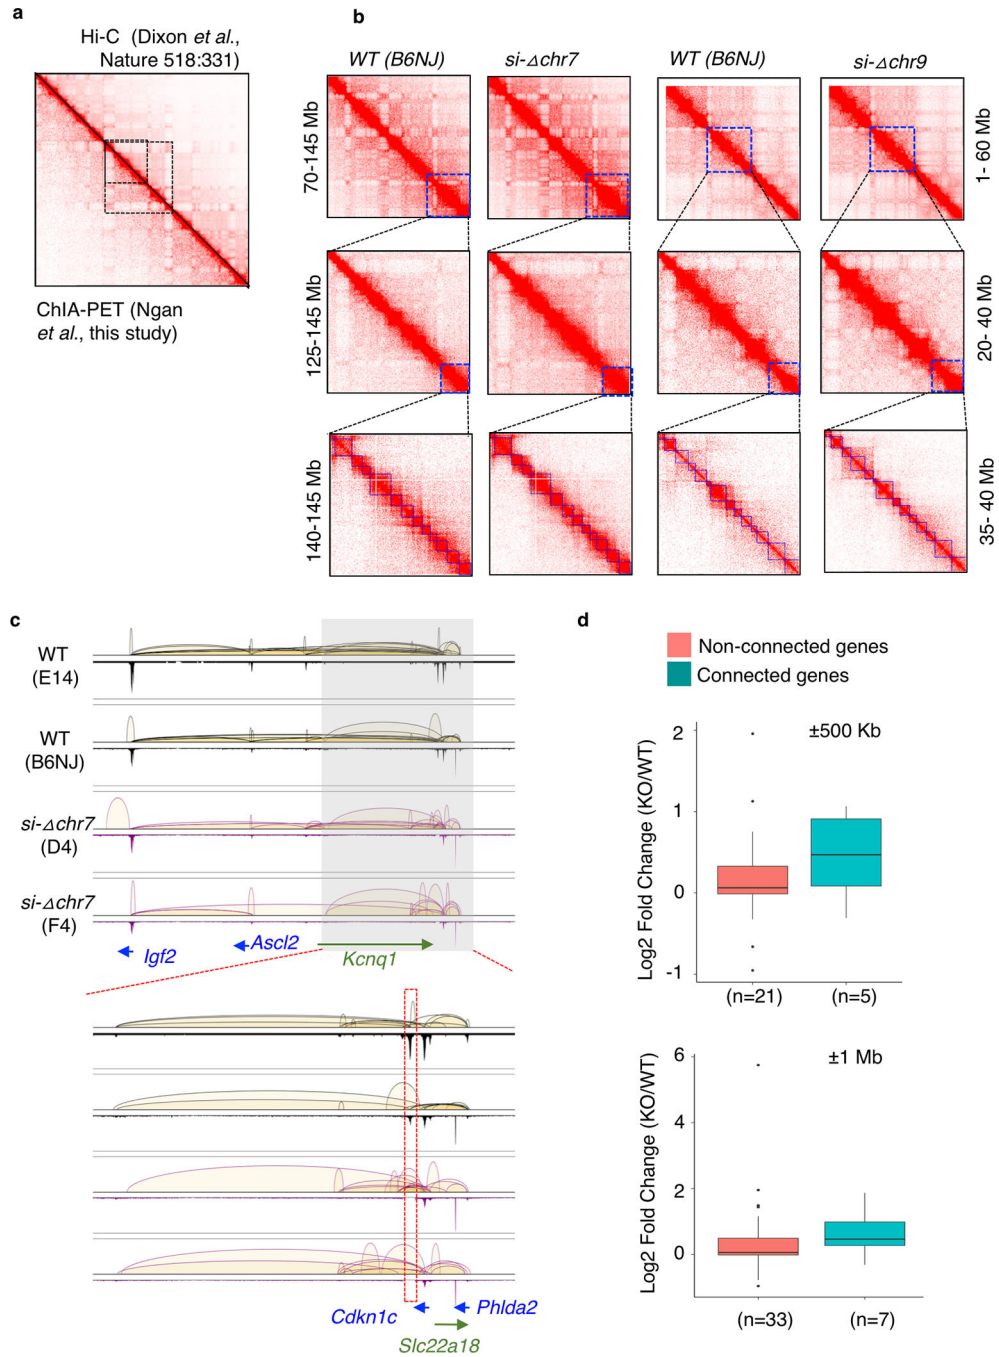 a
Hi-C (Dixon et al.,
Nature 518:331)
ChIA-PET (Ngan
et al., this study)
b
WT (B6NJ)
si-Δchr7
WT (B6NJ)
si-Δchr9
70-145 Mb
1- 60 Mb
125-145 Mb
20- 40 Mb
140-145 Mb
35- 40 Mb
c
WT
(E14)
WT
(B6NJ)
si-Δchr7
(D4)
si-Δchr7
(F4)
Igf2
Ascl2
Kcnq1
Cdkn1c
Phlda2
Slc22a18
d
Non-connected genes
Connected genes
±500 Kb
Log2 Fold Change (KO/WT)
2
1
0
-1
(n=21)
(n=5)
±1 Mb
Log2 Fold Change (KO/WT)
6
4
2
0
(n=33)
(n=7)